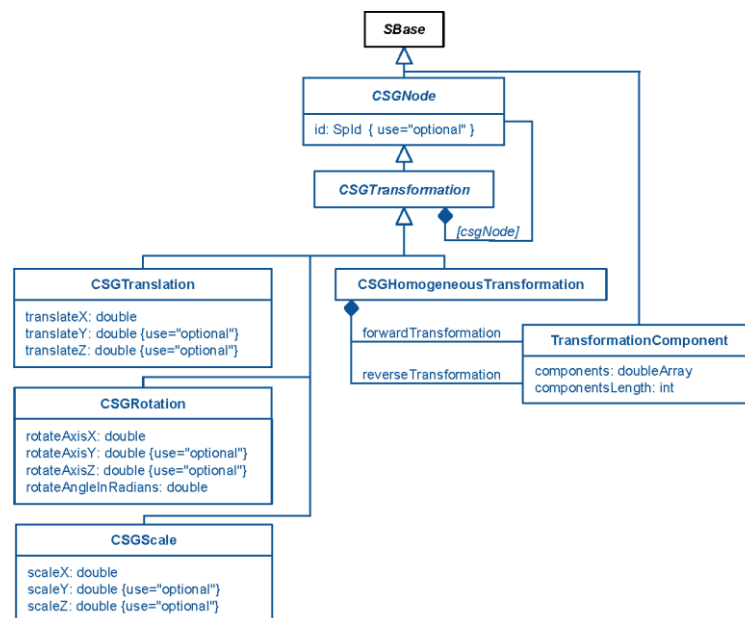 SBase
CSGNode
id: SpId { use="optional" }
CSGTransformation
[csgNode]
CSGTranslation
translateX: double
translateY: double {use="optional"}
translateZ: double {use="optional"}
CSGHomogeneousTransformation
forwardTransformation
reverseTransformation
TransformationComponent
components: doubleArray
componentsLength: int
CSGRotation
rotateAxisX: double
rotateAxisY: double {use="optional"}
rotateAxisZ: double {use="optional"}
rotateAngleInRadians: double
CSGScale
scaleX: double
scaleY: double {use="optional"}
scaleZ: double {use="optional"}